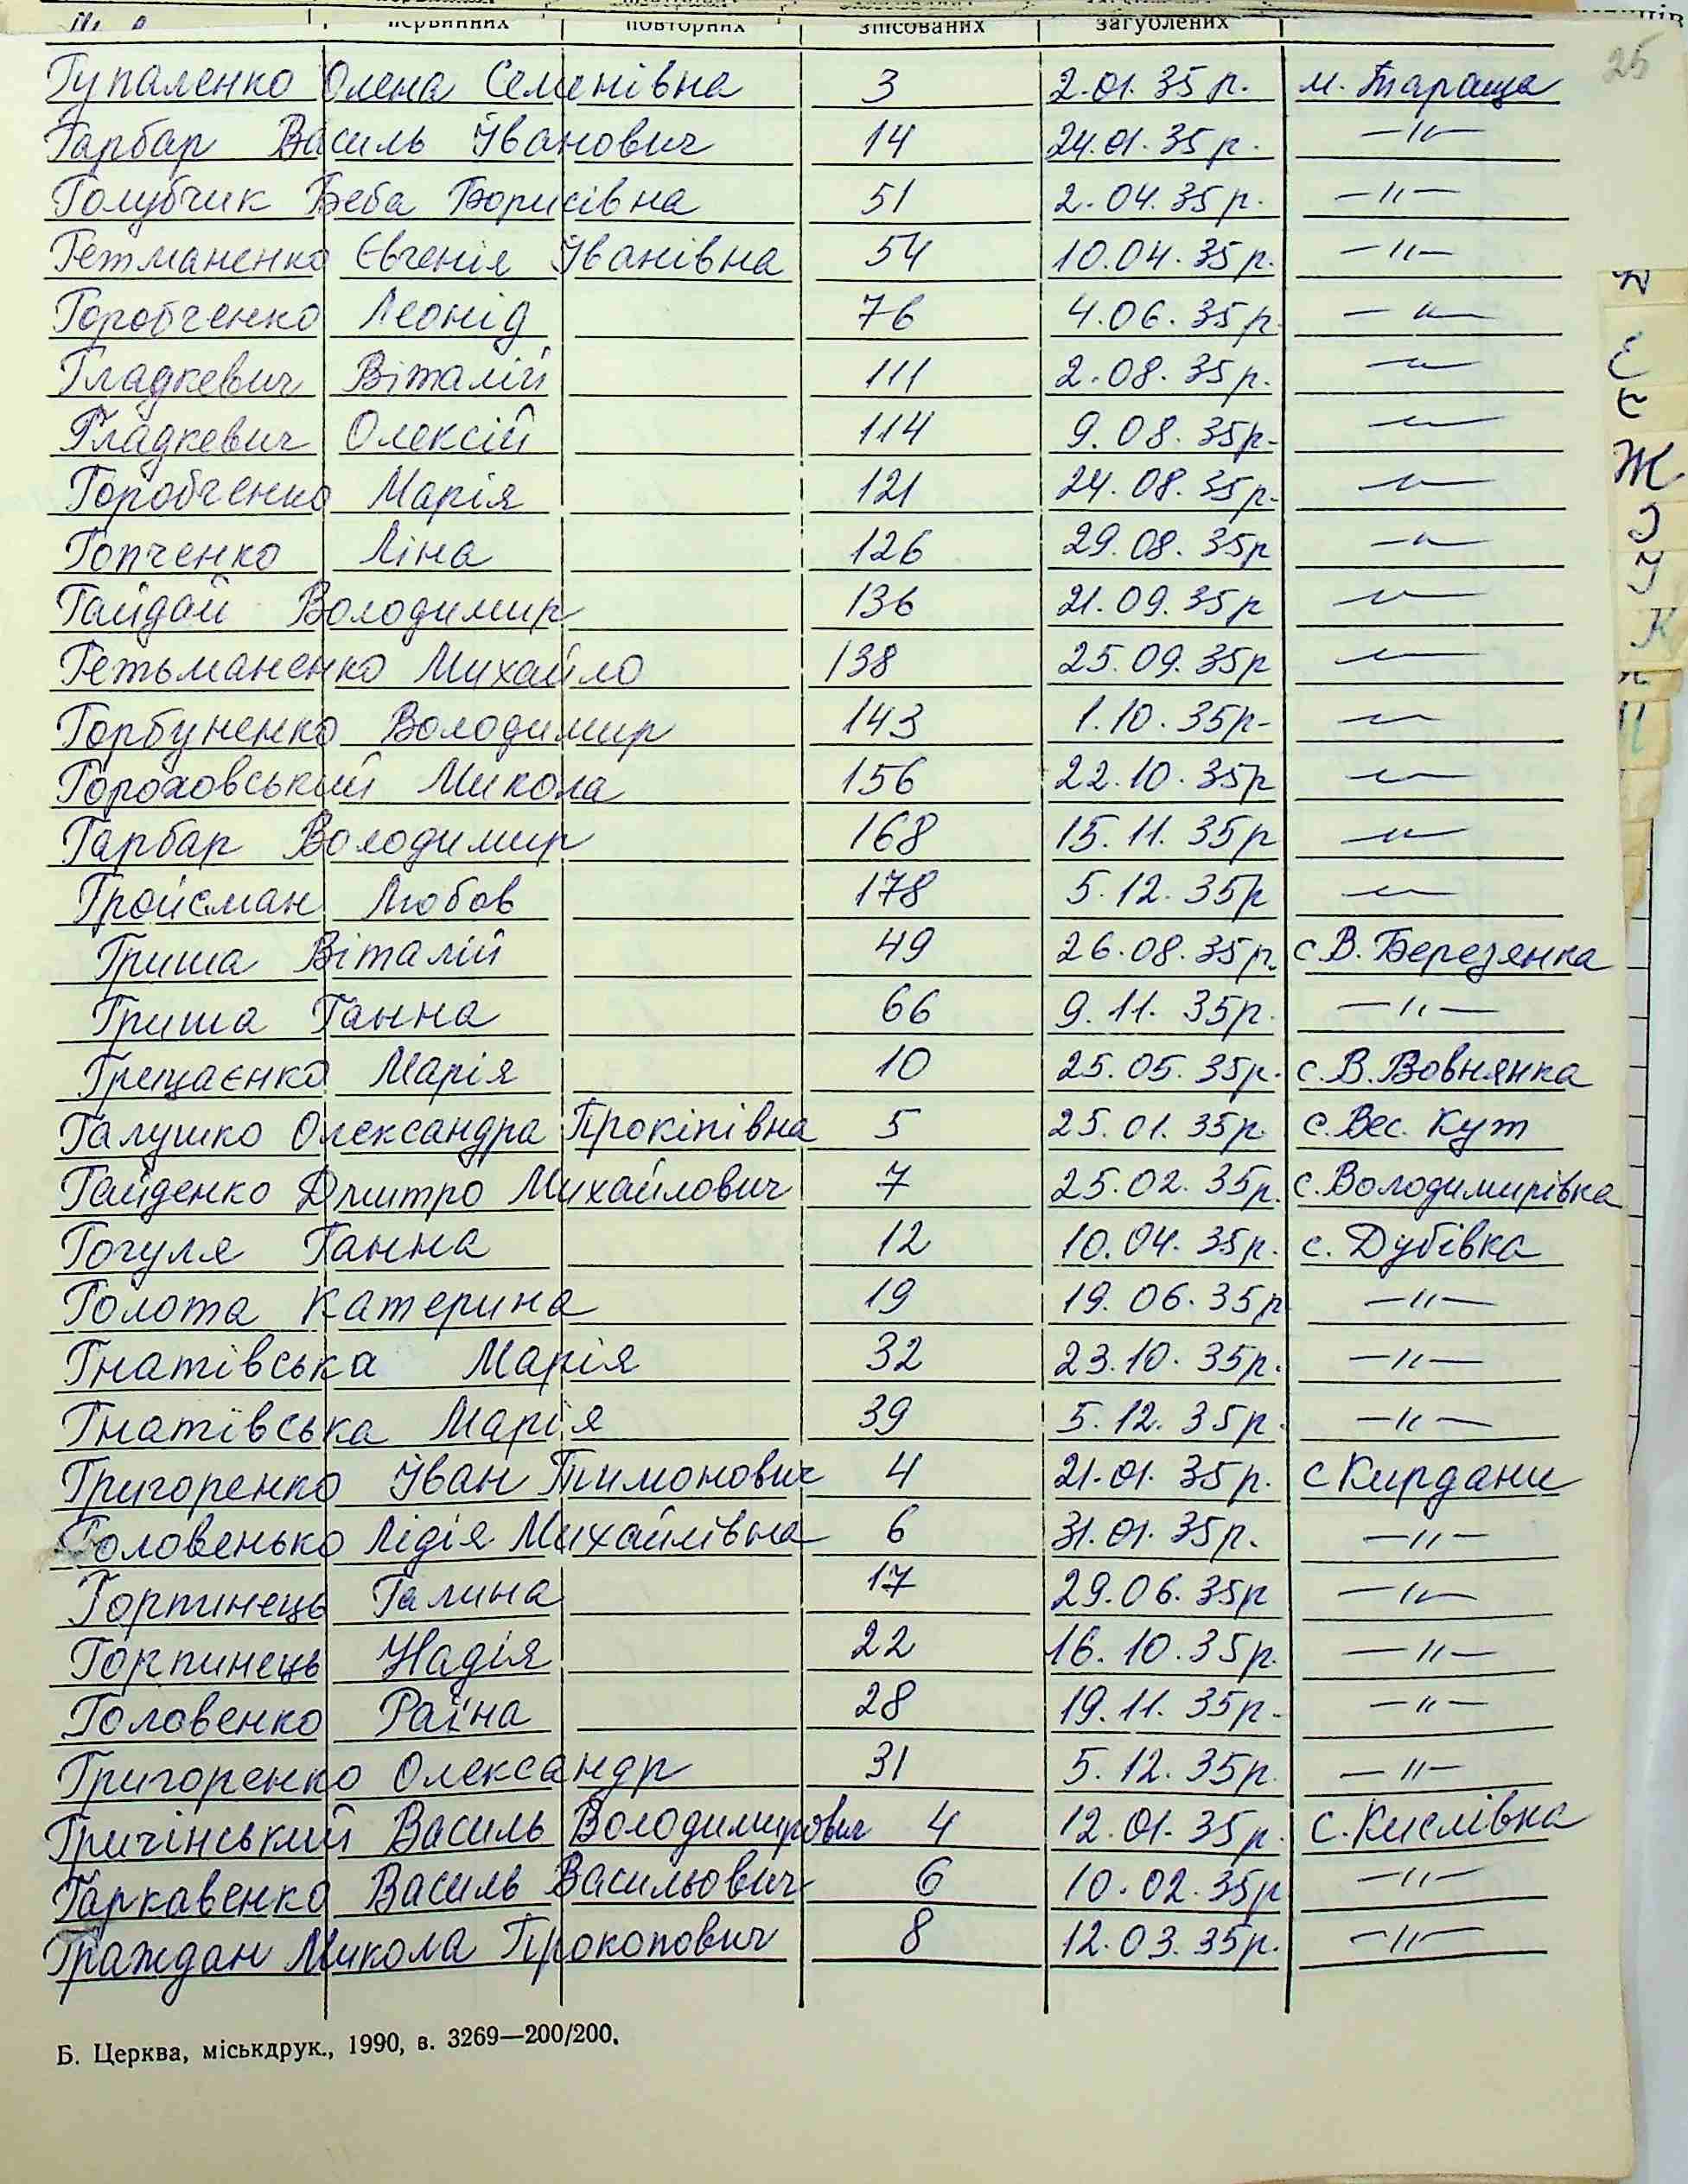 первинних повторних зіпсованих загублених
25
Гупаленко Олена Семенівна 3 2.01.35 р. м. Тараща
Гарбар Василь Іванович 14 24.01.35 р. —"—
Голубчик Беба Борисівна 51 2.04.35 р. —"—
Гетманенко Євгенія Іванівна 54 10.04.35 р. —"—
Горобченко Леонід 76 4.06.35 р —"—
Гладкевич Віталій 111 2.08.35 р. —"—
Гладкевич Олексій 114 9.08.35 р. —"—
Горобченко Марія 121 24.08.35 р. —"—
Гопченко Ліна 126 29.08.35 р —"—
Гайдай Володимир 136 21.09.35 р —"—
Гетьманенко Михайло 138 25.09.35 р —"—
Горбуненко Володимир 143 1.10.35 р. —"—
Гороховський Микола 156 22.10.35 р —"—
Гарбар Володимир 168 15.11.35 р —"—
Гройсман Любов 178 5.12.35 р —"—
Гриша Віталій 49 26.08.35 р. с В. Березянка
Гриша Ганна 66 9.11.35 р. —"—
Грещаєнко Марія 10 25.05.35 р. с. В. Вовнянка
Галушко Олександра Прокіпівна 5 25.01.35 р. с. Вес. Кут
Гайденко Дмитро Михайлович 7 25.02.35 р. с. Володимирівка
Гогуля Ганна 12 10.04.35 р. с. Дубівка
Голота Катерина 19 19.06.35 р —"—
Гнатівська Марія 32 23.10.35 р. —"—
Гнатівська Марія 39 5.12.35 р. —"—
Григоренко Іван Тимонович 4 21.01.35 р. с Кирдани
Головенько Лідія Михайлівна 6 31.01.35 р. —"—
Горпинець Галина 17 29.06.35 р —"—
Горпинець Надія 22 16.10.35 р. —"—
Головенко Раїна 28 19.11.35 р. —"—
Григоренко Олександр 31 5.12.35 р. —"—
Гричінський Василь Володимирович 4 12.01.35 р. с. Кислівка
Гаркавенко Василь Васильович 6 10.02.35 р —"—
Граждан Микола Прокопович 8 12.03.35 р. —"—
Е
Є
Ж
І
К
Б. Церква, міськдрук., 1990, в. 3269—200/200.